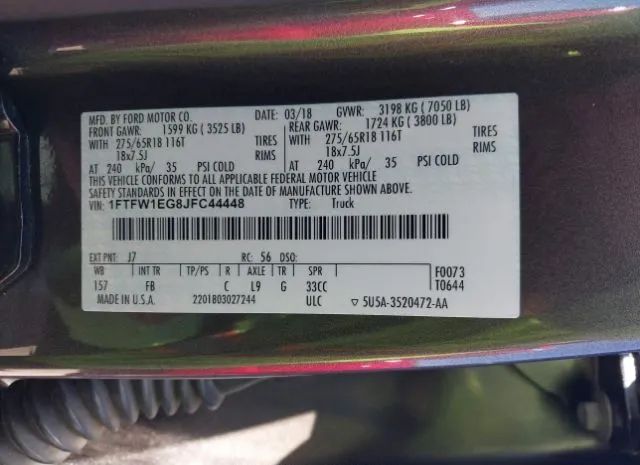 MFD. BY FORD MOTOR CO.
DATE: 03/18 GVWR: 3198 KG ( 7050 LB)
FRONT GAWR: 1599 KG ( 3525 LB)
REAR GAWR: 1724 KG ( 3800 LB)
WITH 275/65R18 116T TIRES
WITH 275/65R18 116T TIRES
18x7.5J RIMS
18x7.5J RIMS
AT 240 kPa/ 35 PSI COLD
AT 240 kPa/ 35 PSI COLD
THIS VEHICLE CONFORMS TO ALL APPLICABLE FEDERAL MOTOR VEHICLE
SAFETY STANDARDS IN EFFECT ON THE DATE OF MANUFACTURE SHOWN ABOVE.
VIN: 1FTFW1EG8JFC44448 TYPE: Truck
EXT PNT: J7 RC: 56 DSO:
WB INT TR TP/PS R AXLE TR SPR F0073
157 FB C L9 G 33CC T0644
MADE IN U.S.A. 2201803027244 ULC ▽ 5U5A-3520472-AA